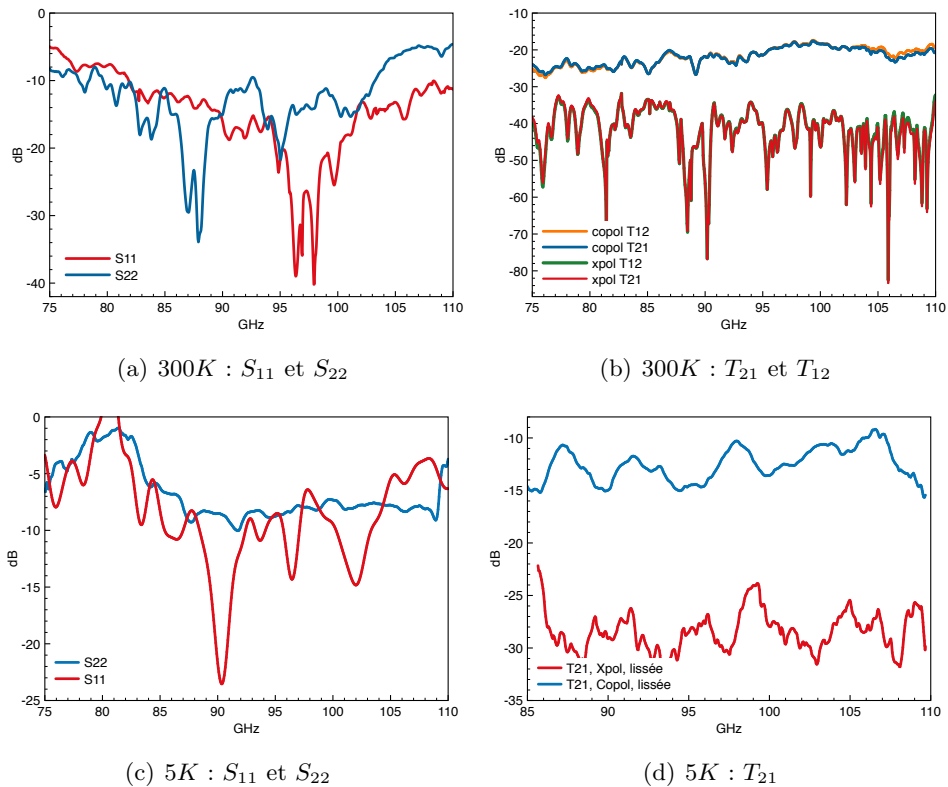 0
-10
-20
-30
-40
dB
75 80 85 90 95 100 105 110
GHz
S11
S22
(a) 300K : S11 et S22
-10
-20
-30
-40
-50
-60
-70
-80
dB
75 80 85 90 95 100 105 110
GHz
copol T12
copol T21
xpol T12
xpol T21
(b) 300K : T21 et T12
0
-5
-10
-15
-20
-25
dB
75 80 85 90 95 100 105 110
GHz
S22
S11
(c) 5K : S11 et S22
-10
-15
-20
-25
-30
-35
dB
85 90 95 100 105 110
GHz
T21, Xpol, lissée
T21, Copol, lissée
(d) 5K : T21